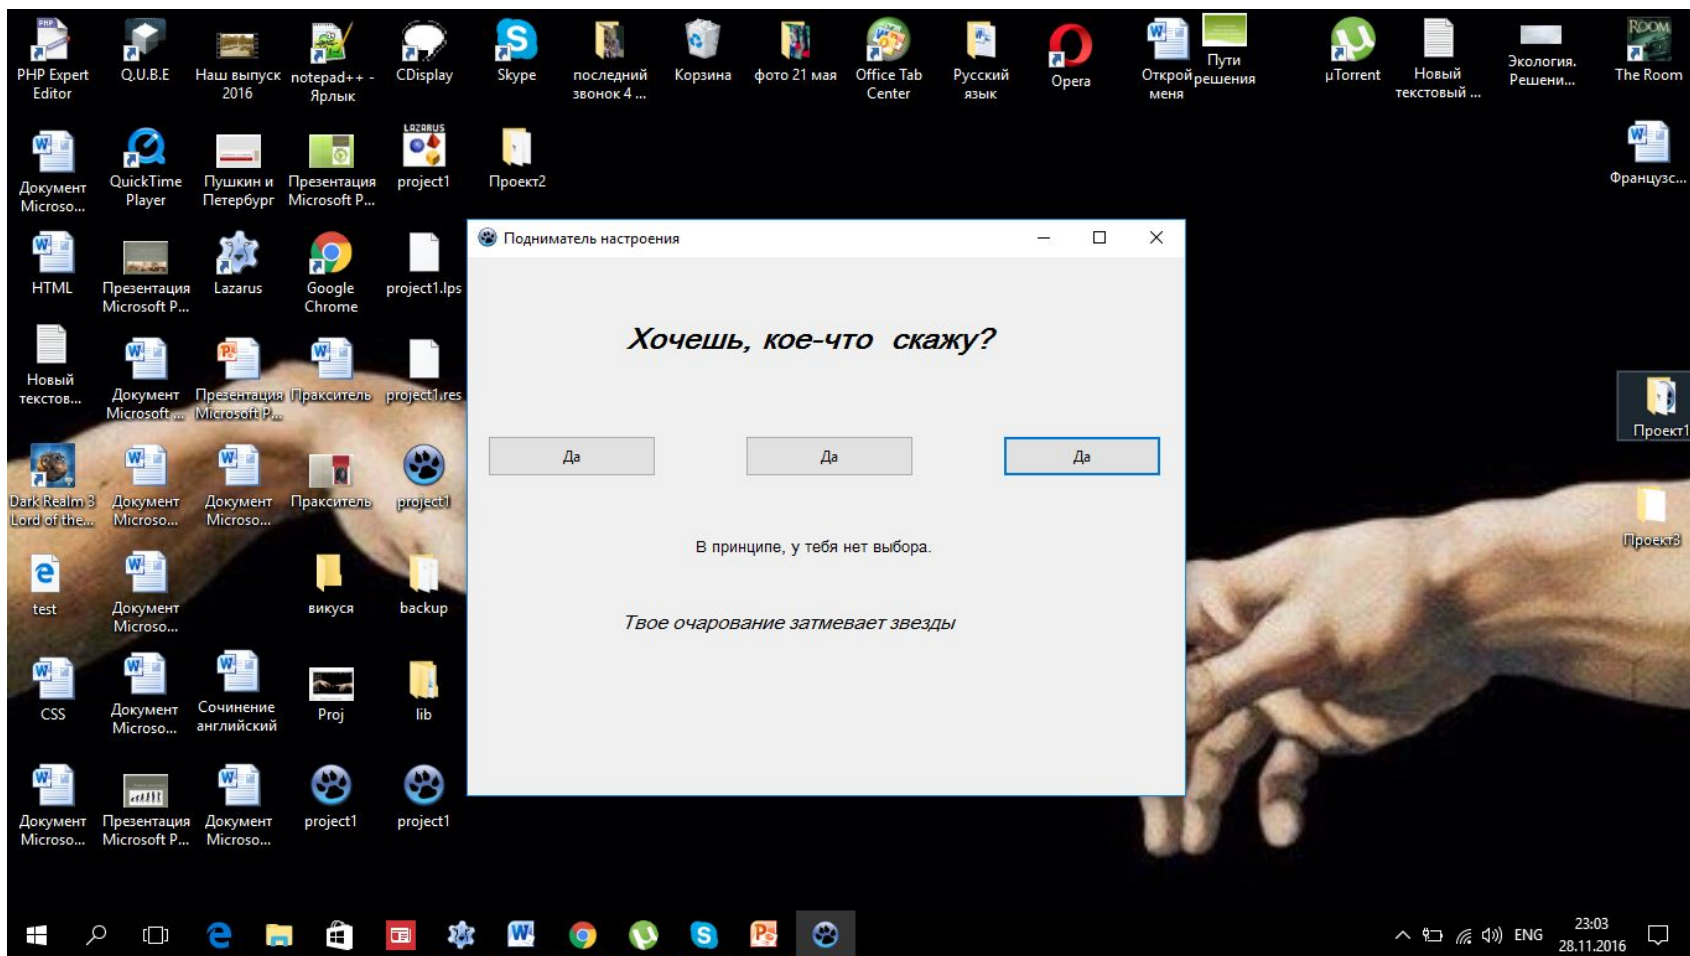 PHP Expert
Editor
Q.U.B.E
Наш выпуск
2016
notepad++ -
Ярлык
CDisplay
Skype
последний
звонок 4 ...
Корзина
фото 21 мая
Office Tab
Center
Русский
язык
Opera
Открой
меня
Пути
решения
µTorrent
Новый
текстовый ...
Экология.
Решени...
ROOM
The Room
Документ
Microso...
QuickTime
Player
Пушкин и
Петербург
Презентация
Microsoft P...
LAZARUS
project1
Проект2
Французс...
HTML
Презентация
Microsoft P...
Lazarus
Google
Chrome
project1.lps
Подниматель настроения
Хочешь, кое-что скажу?
Да
Да
Да
В принципе, у тебя нет выбора.
Твое очарование затмевает звезды
Новый
текстов...
Документ
Microsoft ...
Презентация
Microsoft P...
Пракситель
project1.res
Проект1
Dark Realm 3
Lord of the...
Документ
Microso...
Документ
Microso...
Пракситель
project1
Проект3
test
Документ
Microso...
викуся
backup
CSS
Документ
Microso...
Сочинение
английский
Proj
lib
Документ
Microso...
Презентация
Microsoft P...
Документ
Microso...
project1
project1
ENG
23:03
28.11.2016